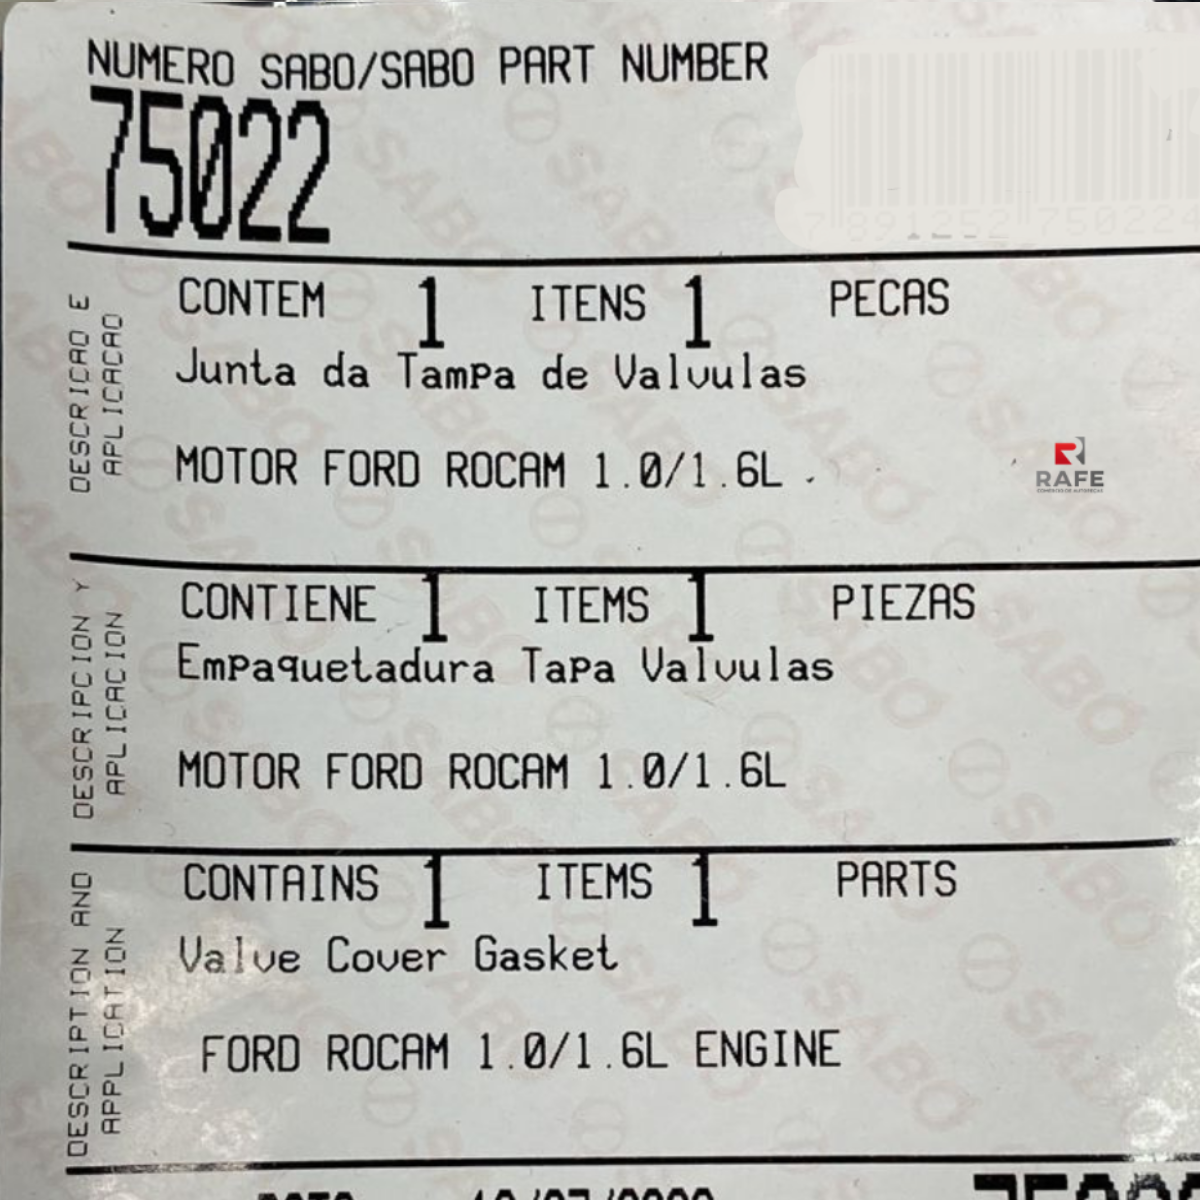 NUMERO SABO/SABO PART NUMBER
75022
DESCRICAO E
APLICACAO
CONTEM 1 ITENS 1 PECAS
Junta da Tampa de Valvulas
MOTOR FORD ROCAM 1.0/1.6L
RAFE
DESCRIPCION Y
APLICACION
CONTIENE 1 ITEMS 1 PIEZAS
Empaquetadura Tapa Valvulas
MOTOR FORD ROCAM 1.0/1.6L
DESCRIPTION AND
APPLICATION
CONTAINS 1 ITEMS 1 PARTS
Valve Cover Gasket
FORD ROCAM 1.0/1.6L ENGINE